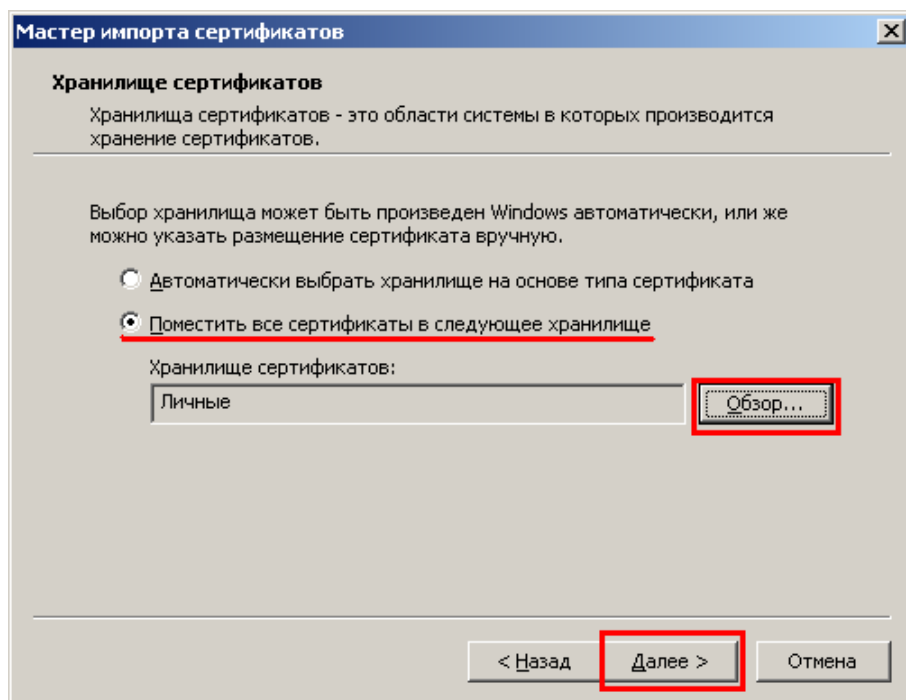 Мастер импорта сертификатов
Хранилище сертификатов
Хранилища сертификатов - это области системы в которых производится
хранение сертификатов.
Выбор хранилища может быть произведен Windows автоматически, или же
можно указать размещение сертификата вручную.
Автоматически выбрать хранилище на основе типа сертификата
Поместить все сертификаты в следующее хранилище
Хранилище сертификатов:
Личные
Обзор...
< Назад
Далее >
Отмена